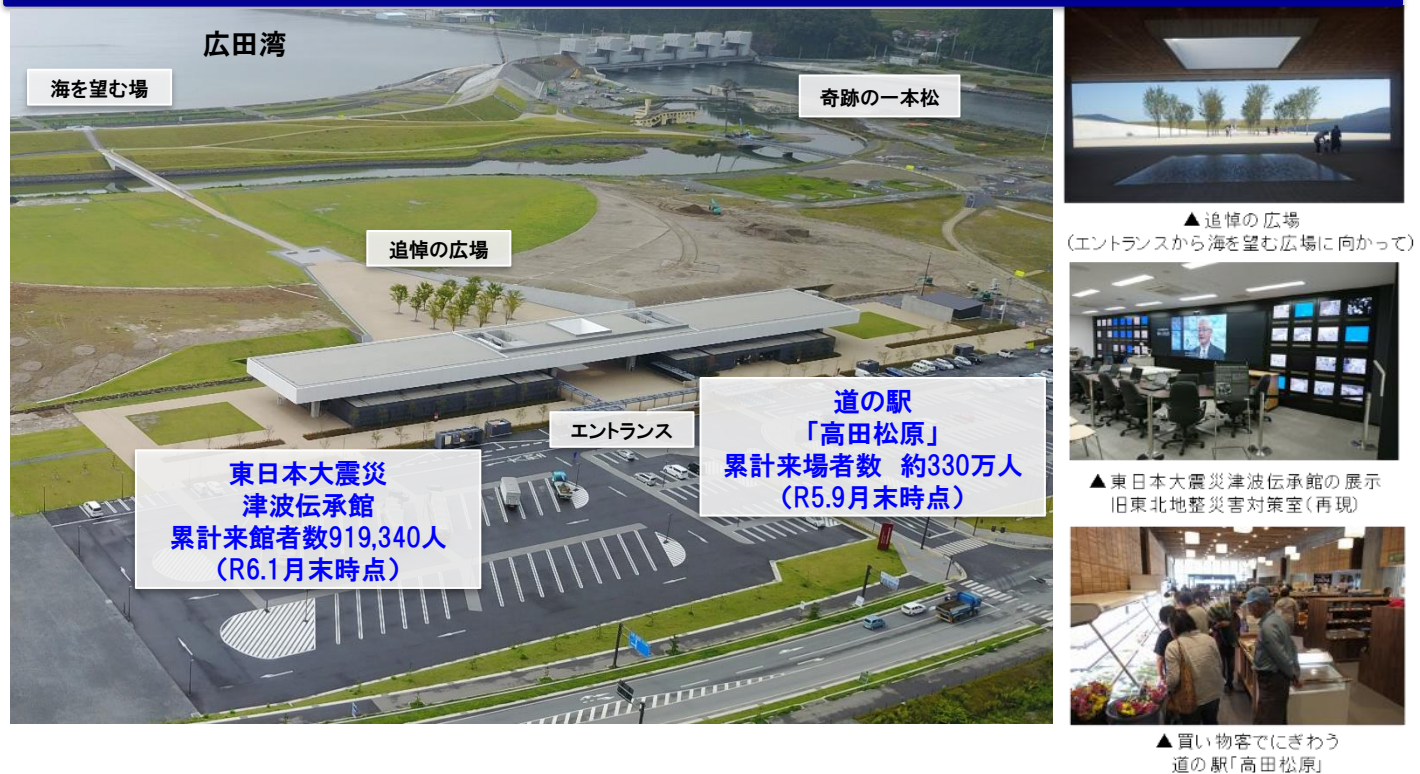 広田湾
海を望む場
奇跡の一本松
追悼の広場
エントランス
東日本大震災
津波伝承館
累計来館者数919,340人
（R6.1月末時点）
道の駅
「高田松原」
累計来場者数　約330万人
（R5.9月末時点）
▲追悼の広場
（エントランスから海を望む広場に向かって）
▲東日本大震災津波伝承館の展示
旧東北地整災害対策室（再現）
▲買い物客でにぎわう
道の駅「高田松原」